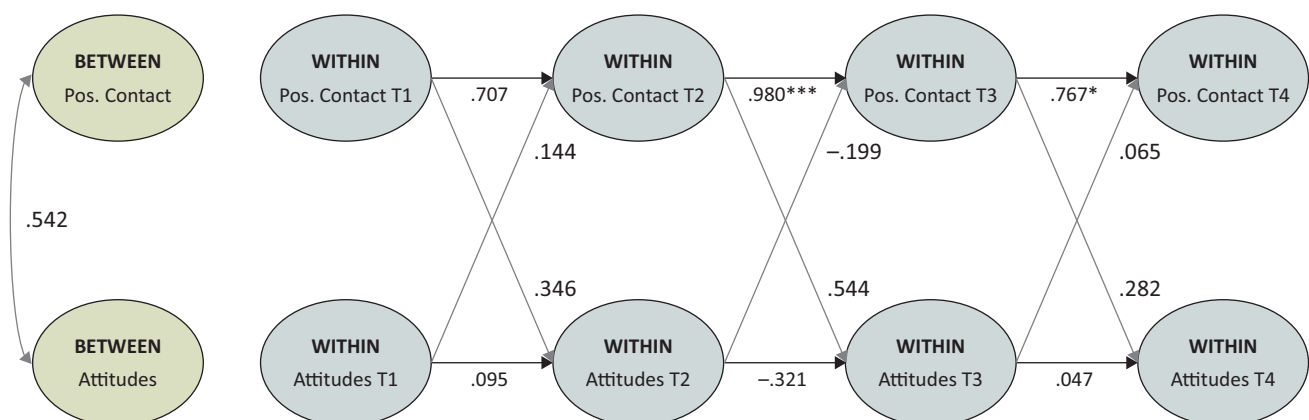 BETWEEN
Pos. Contact
WITHIN
Pos. Contact T1
WITHIN
Pos. Contact T2
WITHIN
Pos. Contact T3
WITHIN
Pos. Contact T4
.707
.980***
.767*
.144
–.199
.065
.542
.346
.544
.282
BETWEEN
Attitudes
WITHIN
Attitudes T1
WITHIN
Attitudes T2
WITHIN
Attitudes T3
WITHIN
Attitudes T4
.095
–.321
.047